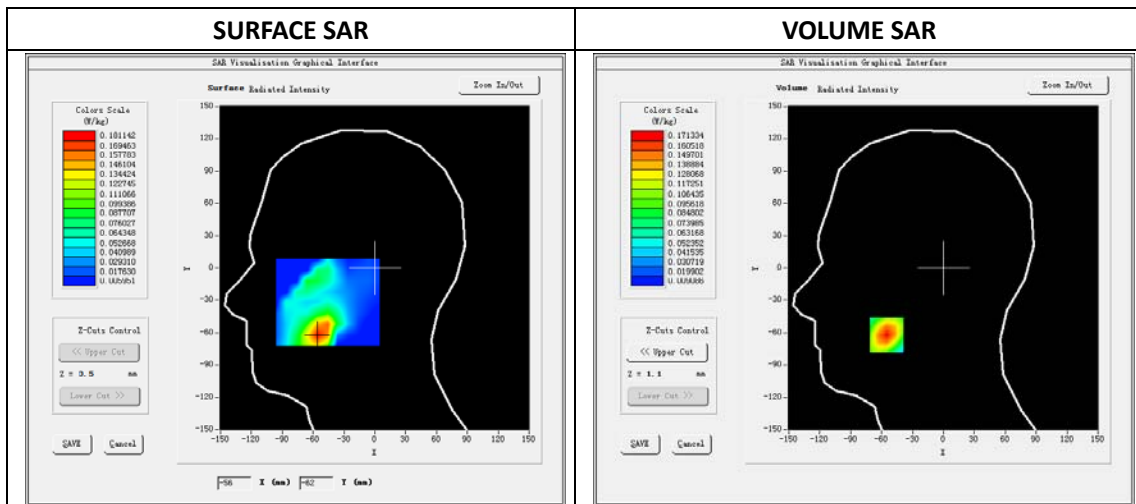 SURFACE SAR
VOLUME SAR
SAR Visualisation Graphical Interface
Surface Radiated Intensity
Zoom In/Out
Colors Scale
(W/kg)
0.181142
0.169463
0.157783
0.146104
0.134424
0.122745
0.111066
0.099386
0.087707
0.076027
0.064348
0.052668
0.040989
0.029310
0.017630
0.005951
Z-Cuts Control
<< Upper Cut
Z = 3.5 mm
Lower Cut >>
SAVE
Cancel
150
120
90
60
30
0
-30
-60
-90
-120
-150
Y
-150 -120 -90 -60 -30 0 30 60 90 120 150
X
-56 X (mm) -62 Y (mm)
SAR Visualisation Graphical Interface
Volume Radiated Intensity
Zoom In/Out
Colors Scale
(W/kg)
0.171334
0.160518
0.149701
0.138884
0.128068
0.117251
0.106435
0.095618
0.084802
0.073985
0.063168
0.052352
0.041535
0.030719
0.019902
0.009086
Z-Cuts Control
<< Upper Cut
Z = 1.1 mm
Lower Cut >>
SAVE
Cancel
150
120
90
60
30
0
-30
-60
-90
-120
-150
Y
-150 -120 -90 -60 -30 0 30 60 90 120 150
X